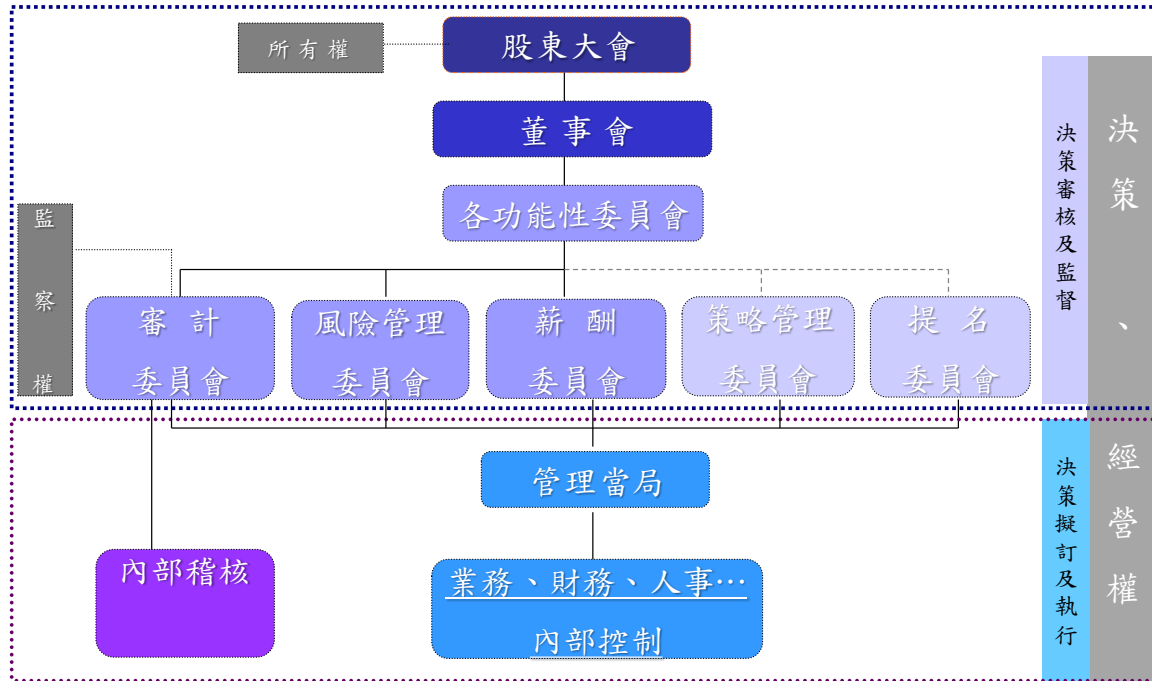 所有權
股東大會
董事會
各功能性委員會
監察權
審計
委員會
風險管理
委員會
薪酬
委員會
策略管理
委員會
提名
委員會
管理當局
內部稽核
業務、財務、人事…
內部控制
決策審核及監督
決策擬訂及執行
決策、經營權